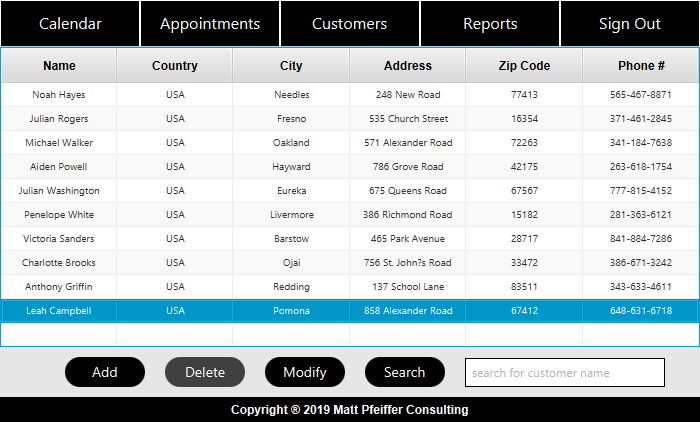 Calendar Appointments Customers Reports Sign Out
Name Country City Address Zip Code Phone #
Noah Hayes USA Needles 248 New Road 77413 565-467-8871
Julian Rogers USA Fresno 535 Church Street 16354 371-461-2845
Michael Walker USA Oakland 571 Alexander Road 72263 341-184-7638
Aiden Powell USA Hayward 786 Grove Road 42175 263-618-1754
Julian Washington USA Eureka 675 Queens Road 67567 777-815-4152
Penelope White USA Livermore 386 Richmond Road 15182 281-363-6121
Victoria Sanders USA Barstow 465 Park Avenue 28717 841-884-7286
Charlotte Brooks USA Ojai 756 St. John?s Road 33472 386-671-3242
Anthony Griffin USA Redding 137 School Lane 83511 343-633-4611
Leah Campbell USA Pomona 858 Alexander Road 67412 648-631-6718
Add Delete Modify Search search for customer name
Copyright ® 2019 Matt Pfeiffer Consulting